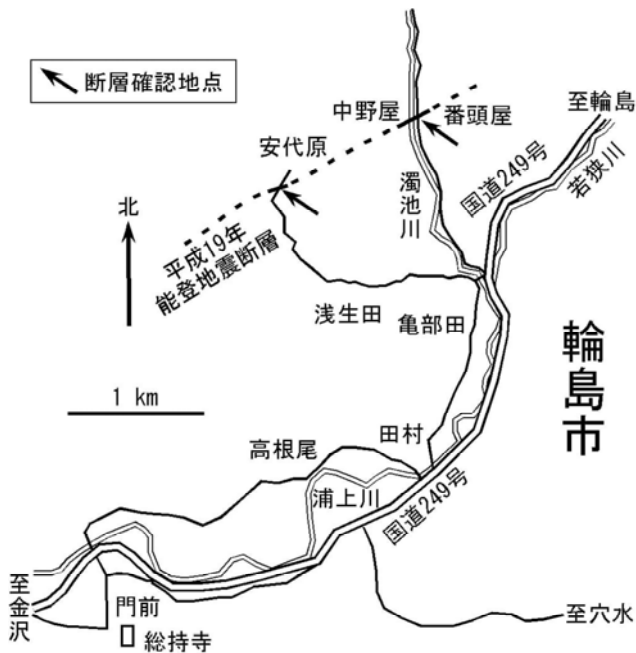 断層確認地点
中野屋
番頭屋
至輪島
安代原
国道249号
若狭川
濁池川
北
平成19年
能登地震断層
浅生田
亀部田
輪島市
1 km
田村
高根尾
浦上川
国道249号
至金沢
門前
総持寺
至穴水